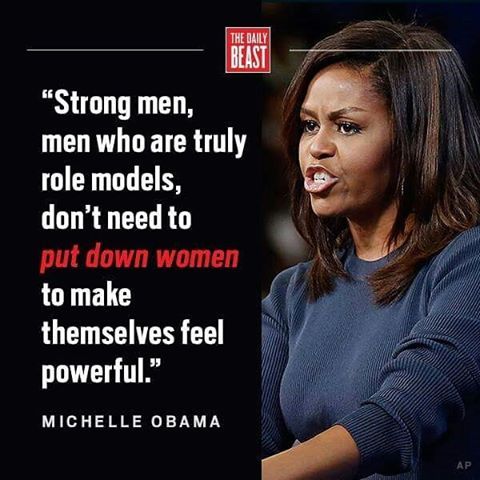 THE DAILY
BEAST
“Strong men,
men who are truly
role models,
don’t need to
put down women
to make
themselves feel
powerful.”
MICHELLE OBAMA
AP